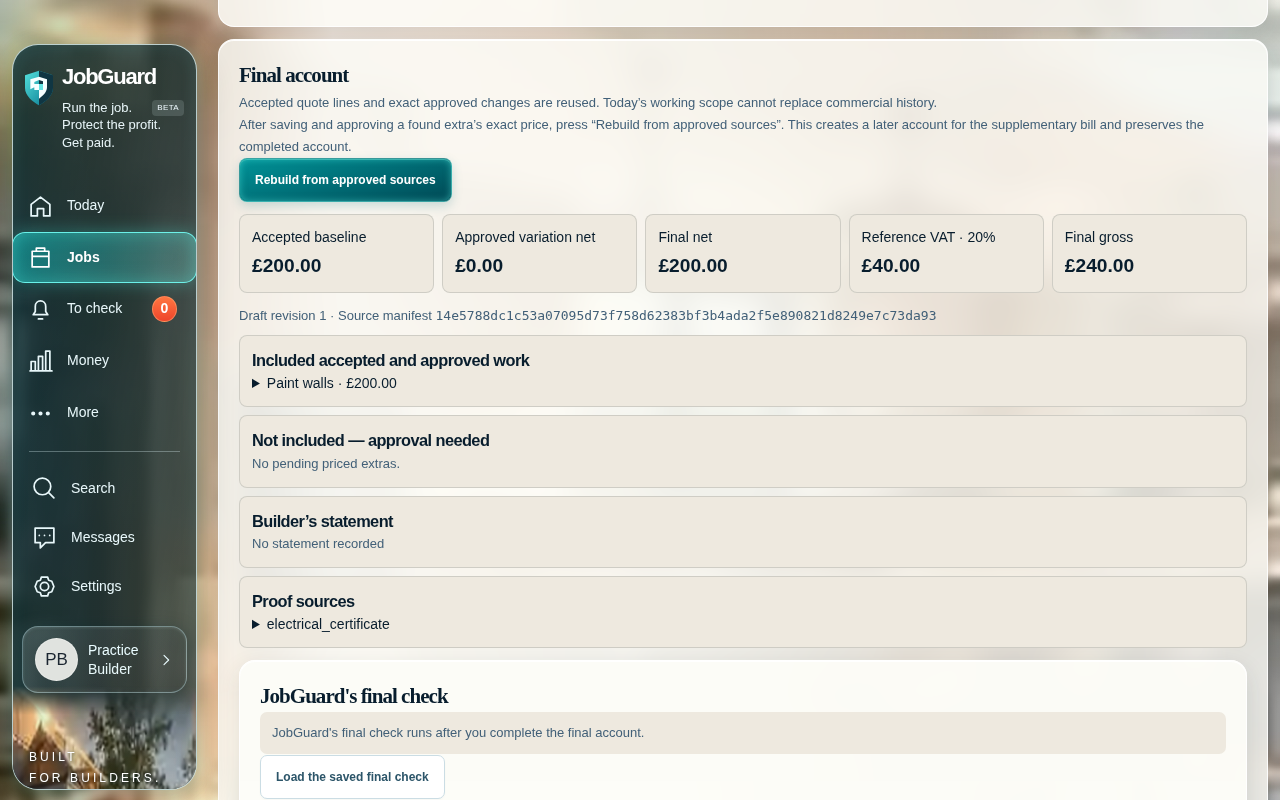 JobGuard
Run the job.
BETA
Protect the profit.
Get paid.
Today
Jobs
To check
0
Money
More
Search
Messages
Settings
PB
Practice
Builder
BUILT
FOR BUILDERS.
Final account
Accepted quote lines and exact approved changes are reused. Today’s working scope cannot replace commercial history.
After saving and approving a found extra’s exact price, press “Rebuild from approved sources”. This creates a later account for the supplementary bill and preserves the
completed account.
Rebuild from approved sources
Accepted baseline
£200.00
Approved variation net
£0.00
Final net
£200.00
Reference VAT · 20%
£40.00
Final gross
£240.00
Draft revision 1 · Source manifest 14e5788dc1c53a07095d73f758d62383bf3b4ada2f5e890821d8249e7c73da93
Included accepted and approved work
Paint walls · £200.00
Not included — approval needed
No pending priced extras.
Builder’s statement
No statement recorded
Proof sources
electrical_certificate
JobGuard's final check
JobGuard's final check runs after you complete the final account.
Load the saved final check